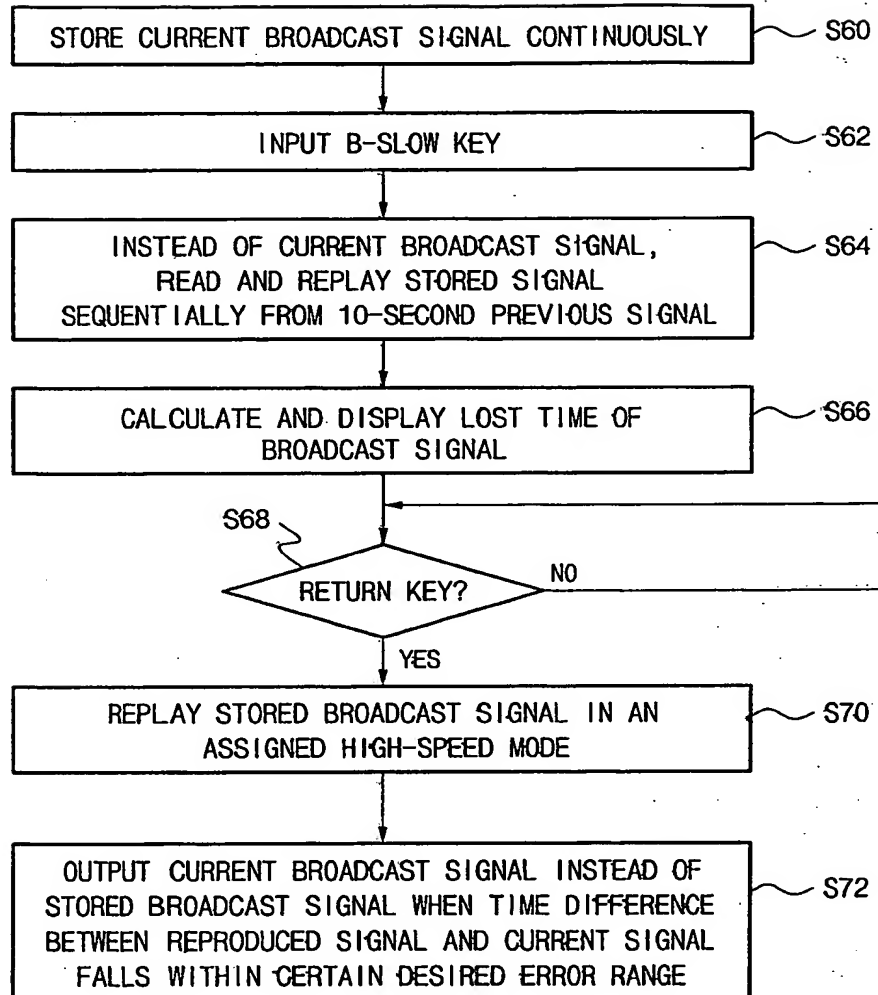 STORE CURRENT BROADCAST SIGNAL CONTINUOUSLY
S60
INPUT B-SLOW KEY
S62
INSTEAD OF CURRENT BROADCAST SIGNAL,
READ AND REPLAY STORED SIGNAL
SEQUENTIALLY FROM 10-SECOND PREVIOUS SIGNAL
S64
CALCULATE AND DISPLAY LOST TIME OF
BROADCAST SIGNAL
S66
S68
RETURN KEY?
NO
YES
REPLAY STORED BROADCAST SIGNAL IN AN
ASSIGNED HIGH-SPEED MODE
S70
OUTPUT CURRENT BROADCAST SIGNAL INSTEAD OF
STORED BROADCAST SIGNAL WHEN TIME DIFFERENCE
BETWEEN REPRODUCED SIGNAL AND CURRENT SIGNAL
FALLS WITHIN CERTAIN DESIRED ERROR RANGE
S72